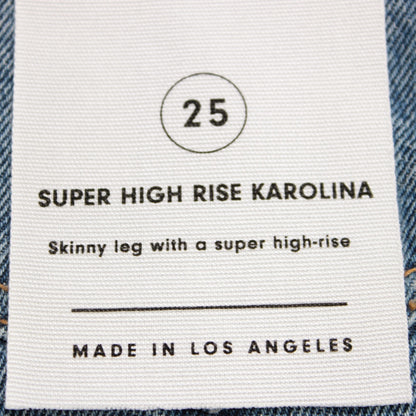 25
SUPER HIGH RISE KAROLINA
Skinny leg with a super high-rise
MADE IN LOS ANGELES